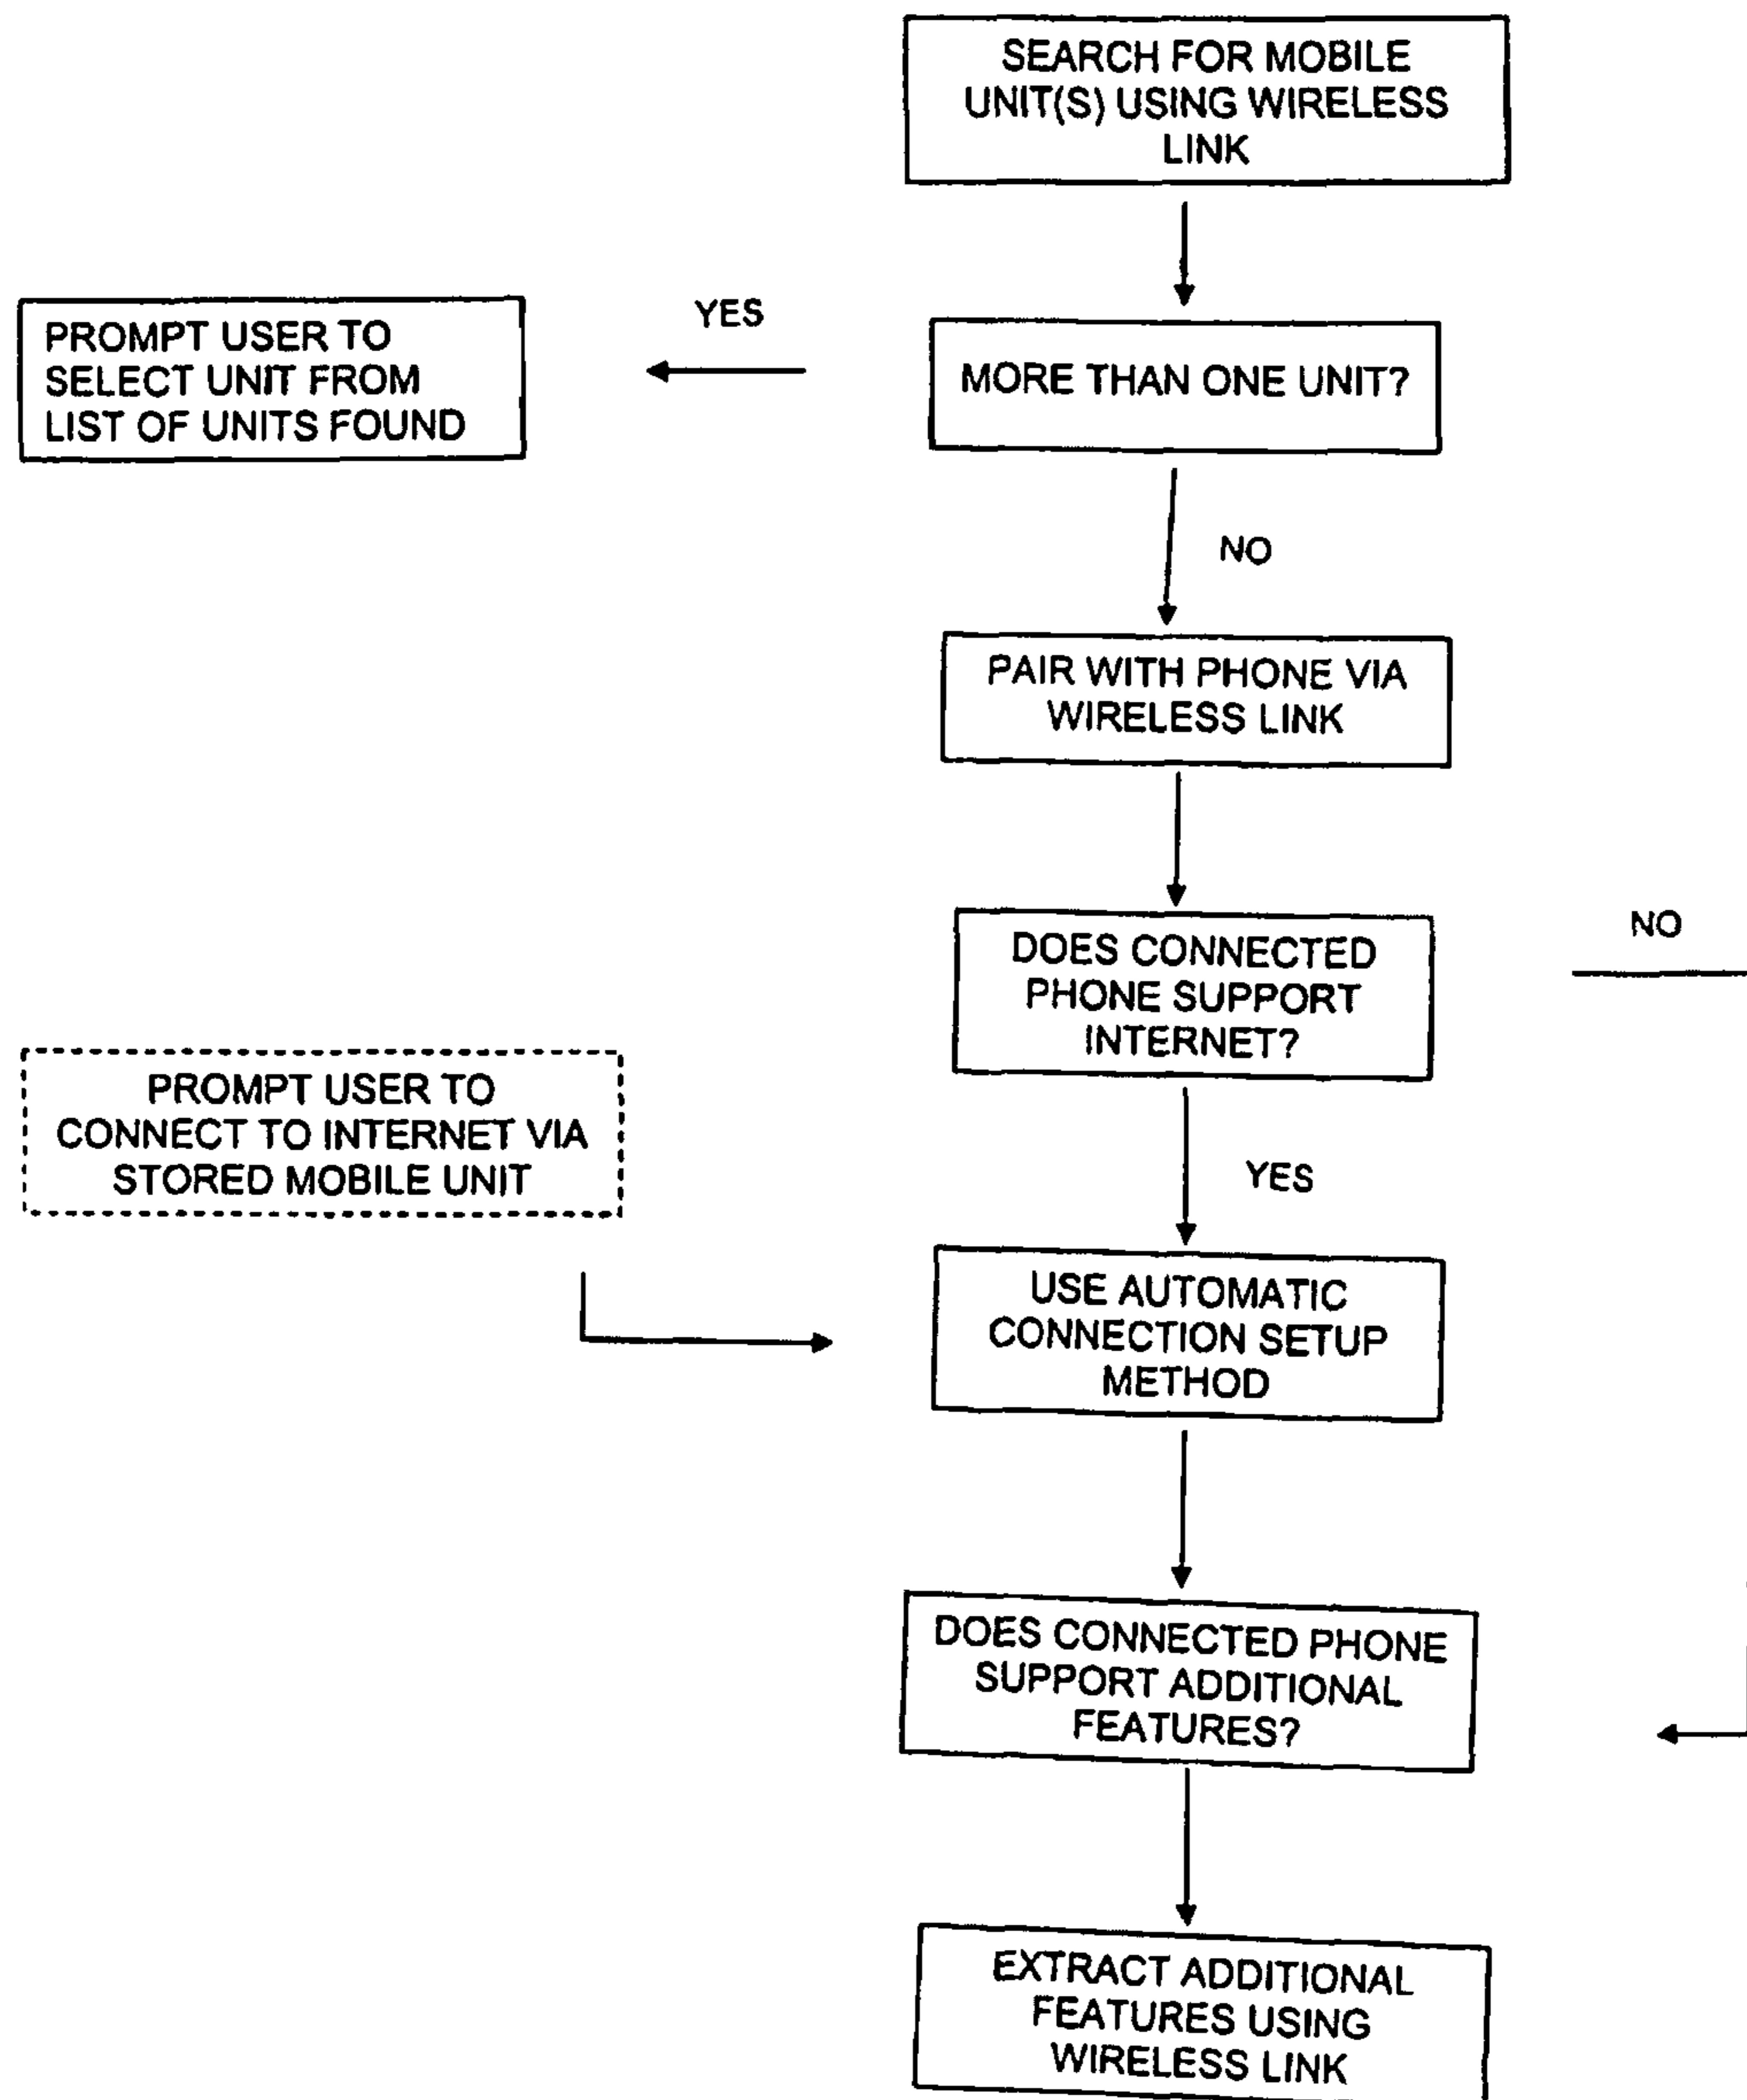 SEARCH FOR MOBILE
UNIT(S) USING WIRELESS
LINK
YES
PROMPT USER TO
SELECT UNIT FROM
LIST OF UNITS FOUND
MORE THAN ONE UNIT?
NO
PAIR WITH PHONE VIA
WIRELESS LINK
DOES CONNECTED
PHONE SUPPORT
INTERNET?
NO
PROMPT USER TO
CONNECT TO INTERNET VIA
STORED MOBILE UNIT
YES
USE AUTOMATIC
CONNECTION SETUP
METHOD
DOES CONNECTED PHONE
SUPPORT ADDITIONAL
FEATURES?
EXTRACT ADDITIONAL
FEATURES USING
WIRELESS LINK